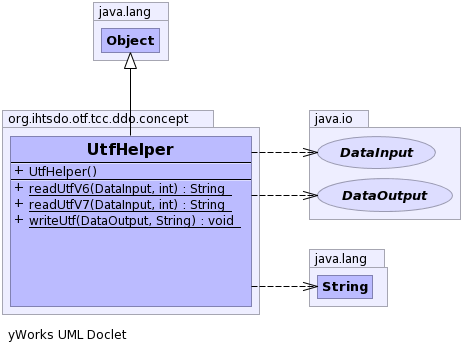 java.lang
Object
org.ihtsdo.otf.tcc.ddo.concept
UtfHelper
+ UtfHelper()
+ readUtfV6(DataInput, int) : String
+ readUtfV7(DataInput, int) : String
+ writeUtf(DataOutput, String) : void
java.io
DataInput
DataOutput
java.lang
String
yWorks UML Doclet